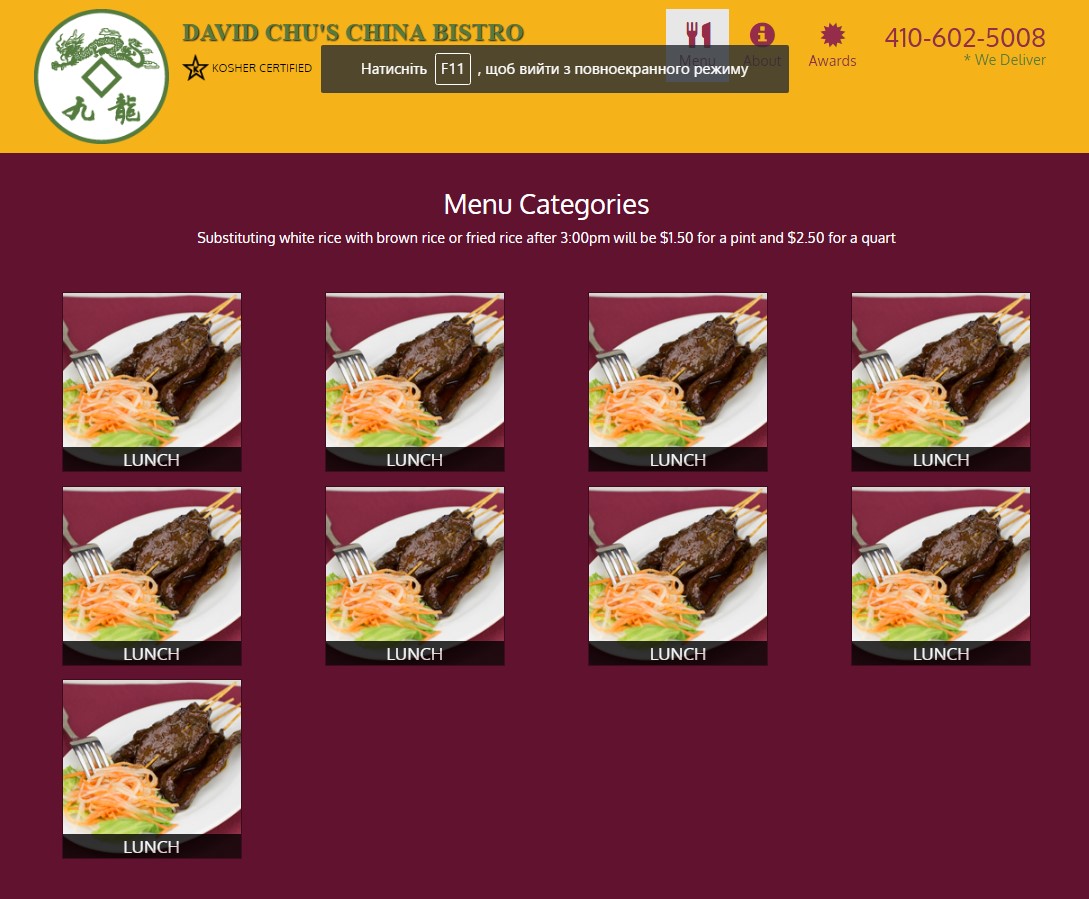 DAVID CHU'S CHINA BISTRO
KOSHER CERTIFIED
九 龍
Натисніть F11 , щоб вийти з повноекранного режиму
Menu
About
Awards
410-602-5008
* We Deliver
Menu Categories
Substituting white rice with brown rice or fried rice after 3:00pm will be $1.50 for a pint and $2.50 for a quart
LUNCH
LUNCH
LUNCH
LUNCH
LUNCH
LUNCH
LUNCH
LUNCH
LUNCH